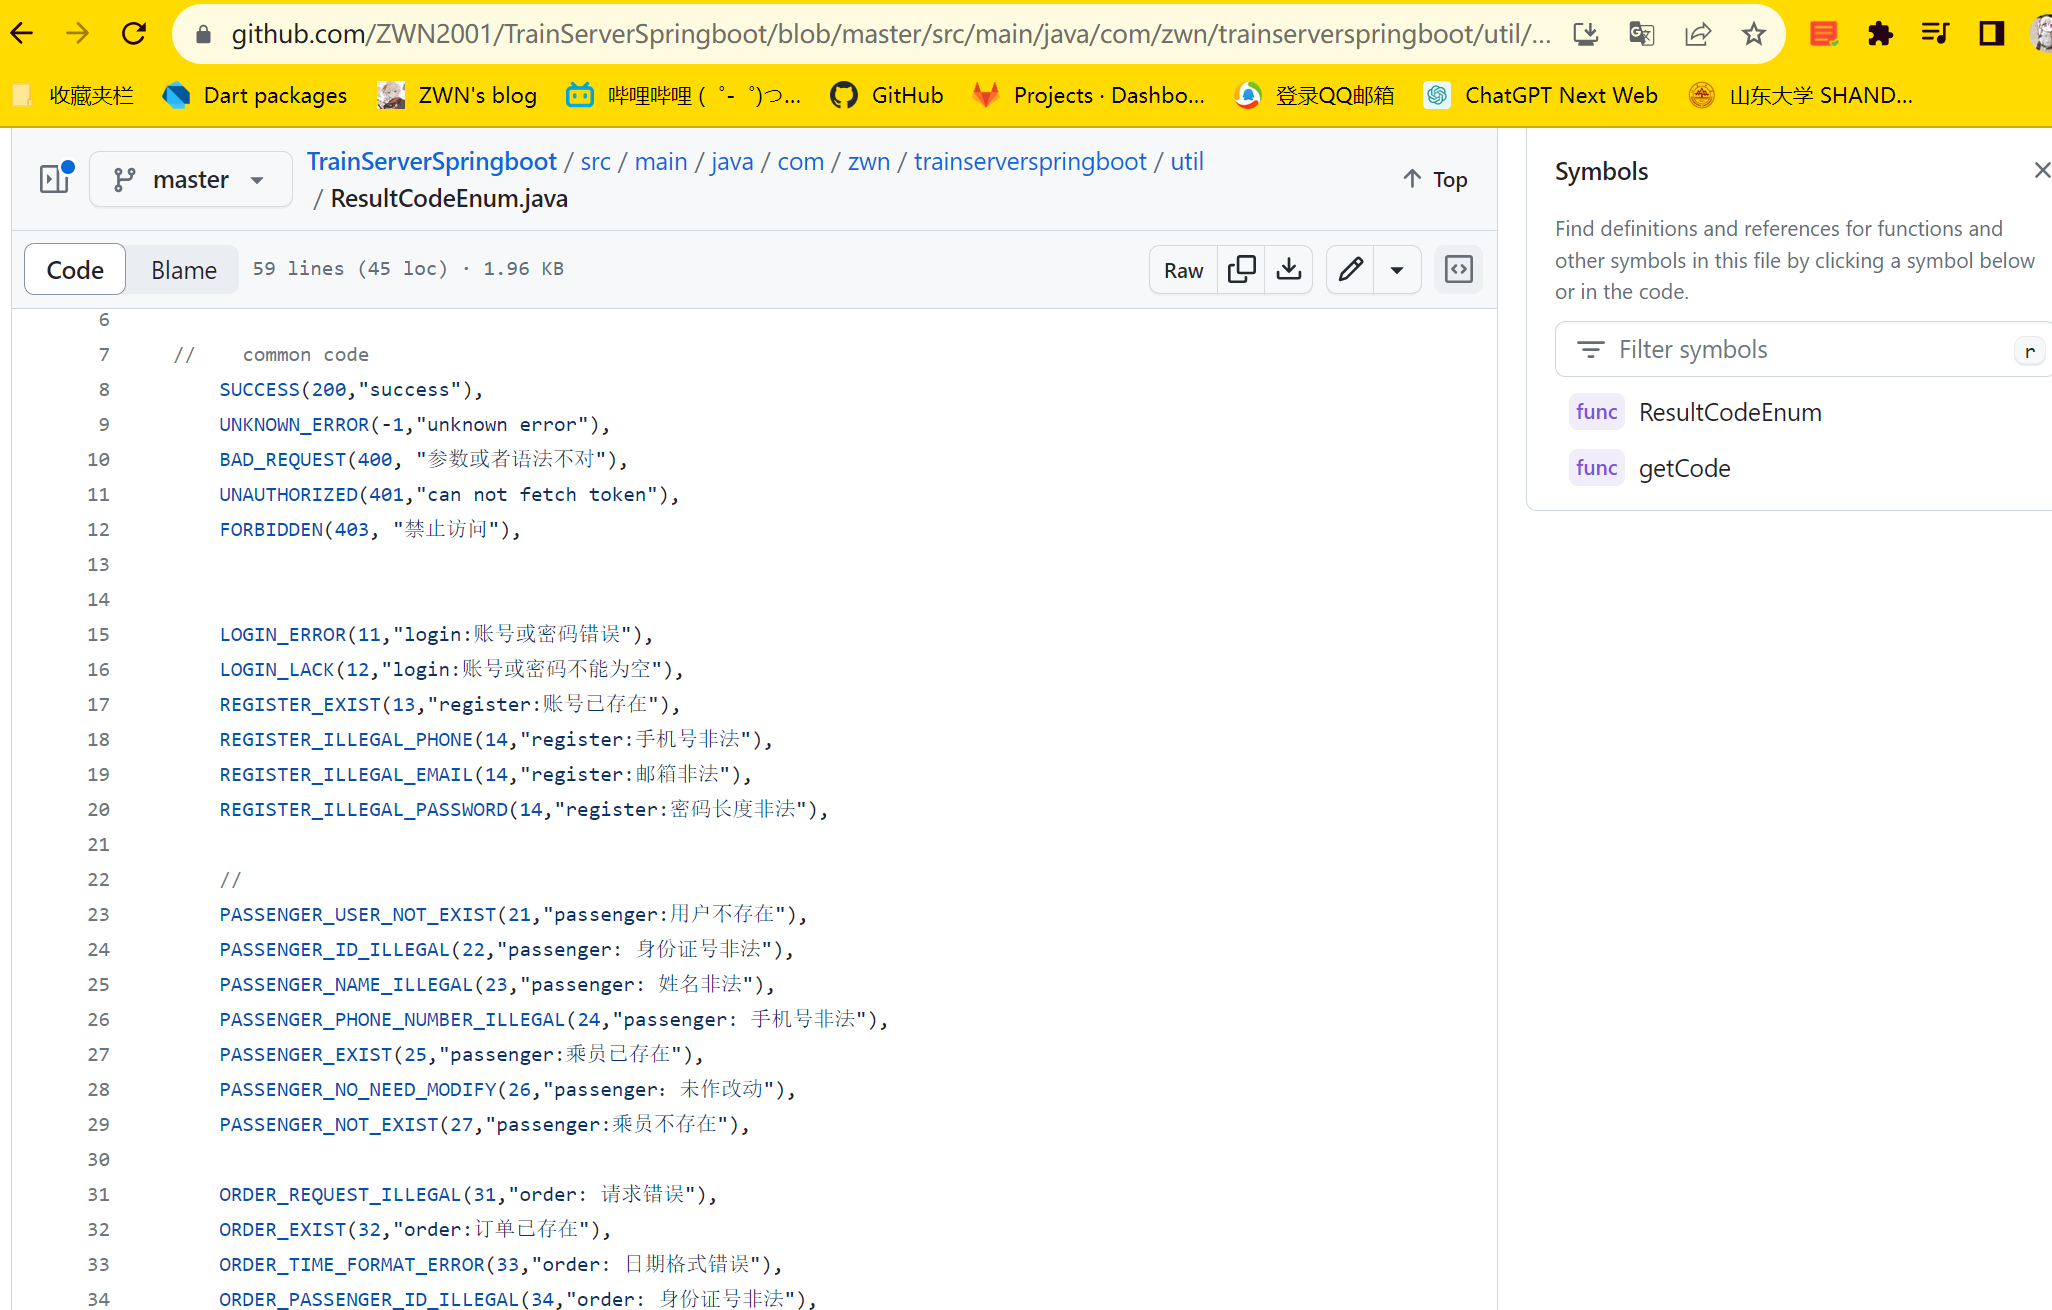 github.com/ZWN2001/TrainServerSpringboot/blob/master/src/main/java/com/zwn/trainserverspringboot/util/...
收藏夹栏 Dart packages ZWN's blog 哔哩哔哩 ( ゜- ゜)つ... GitHub Projects · Dashbo... 登录QQ邮箱 ChatGPT Next Web 山东大学 SHAND...
master TrainServerSpringboot / src / main / java / com / zwn / trainserverspringboot / util
/ ResultCodeEnum.java
Top
Code Blame 59 lines (45 loc) · 1.96 KB Raw
6
7 // common code
8 SUCCESS(200,"success"),
9 UNKNOWN_ERROR(-1,"unknown error"),
10 BAD_REQUEST(400, "参数或者语法不对"),
11 UNAUTHORIZED(401,"can not fetch token"),
12 FORBIDDEN(403, "禁止访问"),
13
14
15 LOGIN_ERROR(11,"login:账号或密码错误"),
16 LOGIN_LACK(12,"login:账号或密码不能为空"),
17 REGISTER_EXIST(13,"register:账号已存在"),
18 REGISTER_ILLEGAL_PHONE(14,"register:手机号非法"),
19 REGISTER_ILLEGAL_EMAIL(14,"register:邮箱非法"),
20 REGISTER_ILLEGAL_PASSWORD(14,"register:密码长度非法"),
21
22 //
23 PASSENGER_USER_NOT_EXIST(21,"passenger:用户不存在"),
24 PASSENGER_ID_ILLEGAL(22,"passenger: 身份证号非法"),
25 PASSENGER_NAME_ILLEGAL(23,"passenger: 姓名非法"),
26 PASSENGER_PHONE_NUMBER_ILLEGAL(24,"passenger: 手机号非法"),
27 PASSENGER_EXIST(25,"passenger:乘员已存在"),
28 PASSENGER_NO_NEED_MODIFY(26,"passenger: 未作改动"),
29 PASSENGER_NOT_EXIST(27,"passenger:乘员不存在"),
30
31 ORDER_REQUEST_ILLEGAL(31,"order: 请求错误"),
32 ORDER_EXIST(32,"order:订单已存在"),
33 ORDER_TIME_FORMAT_ERROR(33,"order: 日期格式错误"),
34 ORDER_PASSENGER_ID_ILLEGAL(34,"order: 身份证号非法"),
Symbols
Find definitions and references for functions and
other symbols in this file by clicking a symbol below
or in the code.
Filter symbols r
func ResultCodeEnum
func getCode